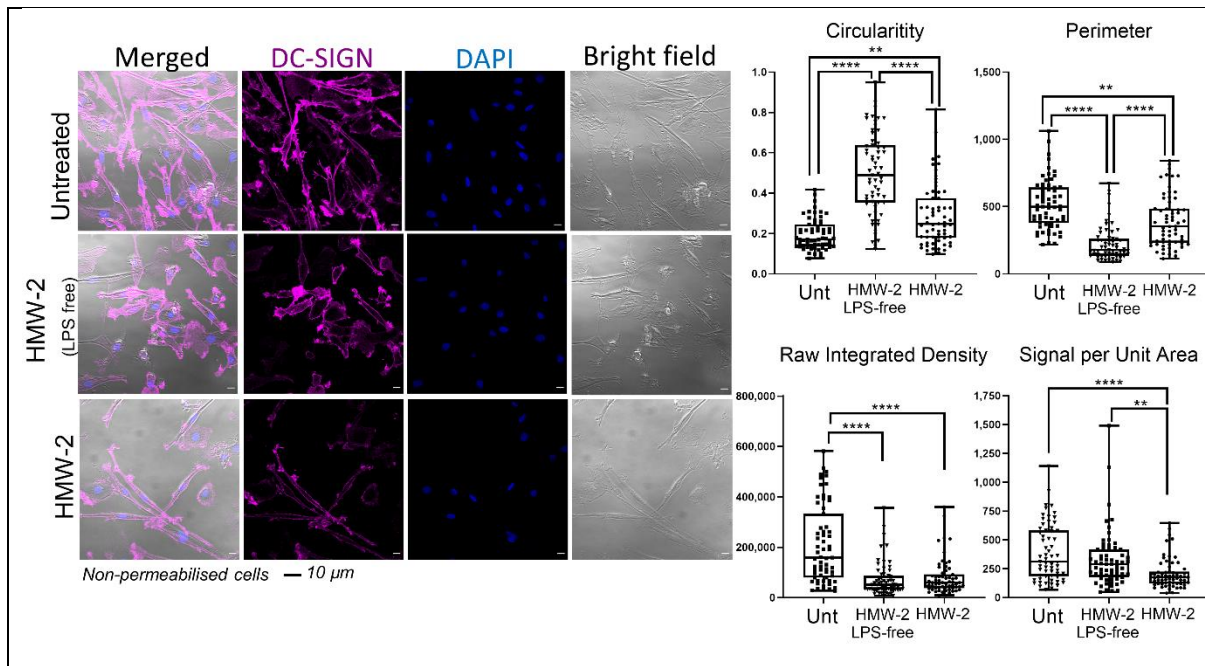 Merged DC-SIGN DAPI Bright field
Untreated
HMW-2
(LPS free)
HMW-2
Non-permeabilised cells 10 µm
Circularitity
**
**** ****
1.0
0.8
0.6
0.4
0.2
0.0
Unt HMW-2 HMW-2
LPS-free
Perimeter
**
**** ****
1,500
1,000
500
0
Unt HMW-2 HMW-2
LPS-free
Raw Integrated Density
****
****
800,000
600,000
400,000
200,000
0
Unt HMW-2 HMW-2
LPS-free
Signal per Unit Area
****
**
1,750
1,500
1,250
1,000
750
500
250
0
Unt HMW-2 HMW-2
LPS-free